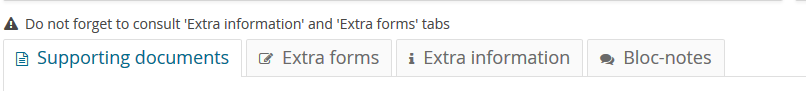 Do not forget to consult 'Extra information' and 'Extra forms' tabs
Supporting documents Extra forms Extra information Bloc-notes